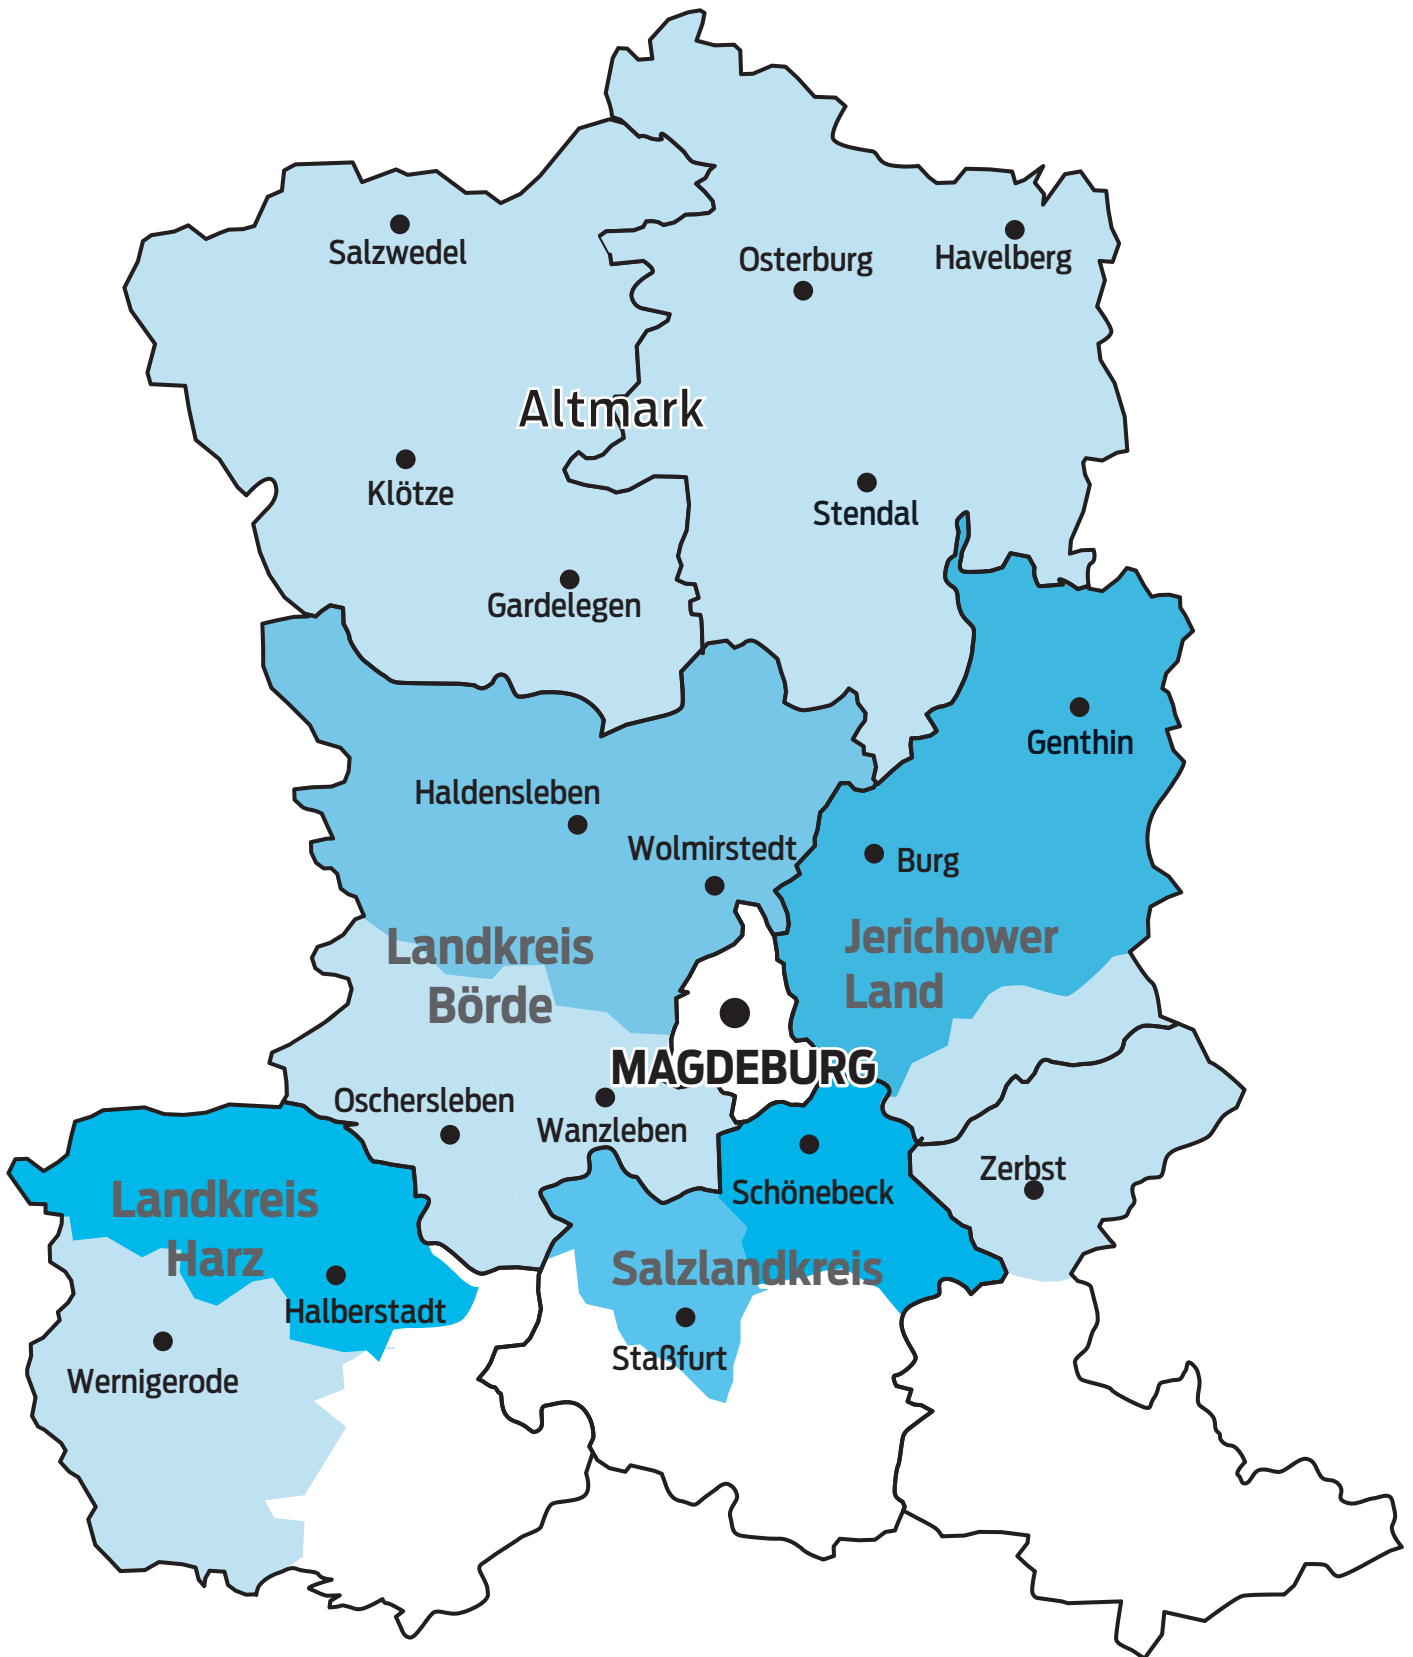 Salzwedel
Osterburg
Havelberg
Altmark
Klötze
Stendal
Gardelegen
Genthin
Haldensleben
Wolmirstedt
Burg
Landkreis
Börde
Jerichower
Land
MAGDEBURG
Oschersleben
Wanzleben
Zerbst
Schönebeck
Landkreis
Harz
Salzlandkreis
Halberstadt
Staßfurt
Wernigerode